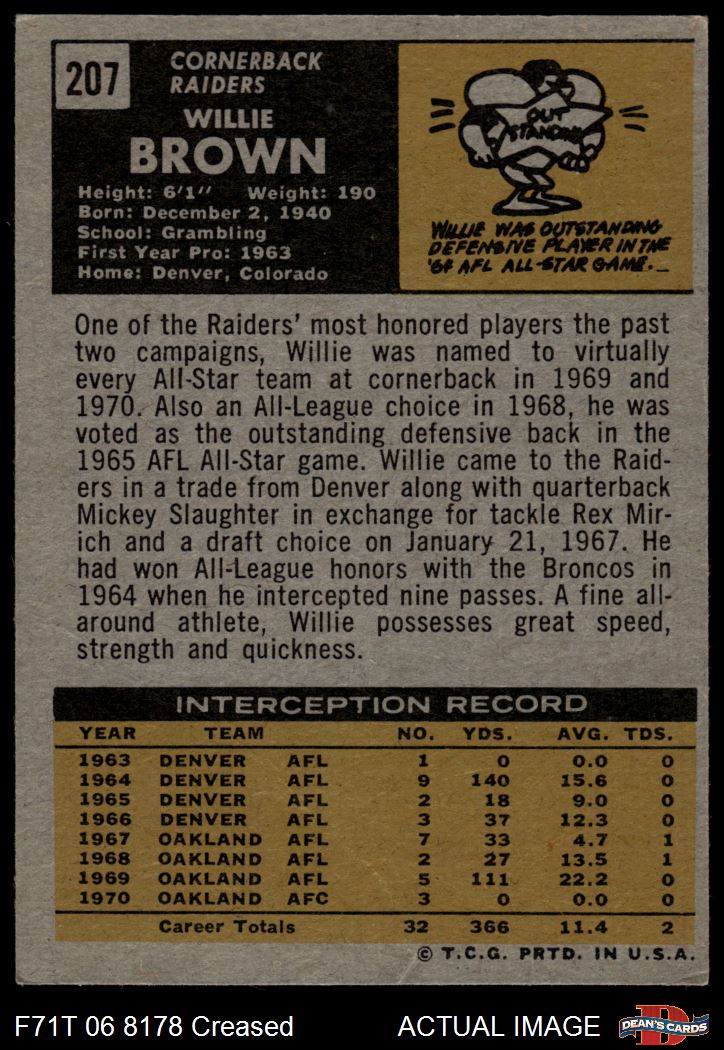 207
CORNERBACK
RAIDERS
WILLIE
BROWN
Height: 6'1" Weight: 190
Born: December 2, 1940
School: Grambling
First Year Pro: 1963
Home: Denver, Colorado
OUT
STANDING
WILLIE WAS OUTSTANDING
DEFENSIVE PLAYER IN THE
'64 AFL ALL-STAR GAME.
One of the Raiders' most honored players the past
two campaigns, Willie was named to virtually
every All-Star team at cornerback in 1969 and
1970. Also an All-League choice in 1968, he was
voted as the outstanding defensive back in the
1965 AFL All-Star game. Willie came to the Raid-
ers in a trade from Denver along with quarterback
Mickey Slaughter in exchange for tackle Rex Mir-
ich and a draft choice on January 21, 1967. He
had won All-League honors with the Broncos in
1964 when he intercepted nine passes. A fine all-
around athlete, Willie possesses great speed,
strength and quickness.
INTERCEPTION RECORD
YEAR TEAM NO. YDS. AVG. TDS.
1963 DENVER AFL 1 0 0.0 0
1964 DENVER AFL 9 140 15.6 0
1965 DENVER AFL 2 18 9.0 0
1966 DENVER AFL 3 37 12.3 0
1967 OAKLAND AFL 7 33 4.7 1
1968 OAKLAND AFL 2 27 13.5 1
1969 OAKLAND AFL 5 111 22.2 0
1970 OAKLAND AFC 3 0 0.0 0
Career Totals 32 366 11.4 2
© T.C.G. PRTD. IN U.S.A.
F71T 06 8178 Creased ACTUAL IMAGE
D
DEAN'S CARDS